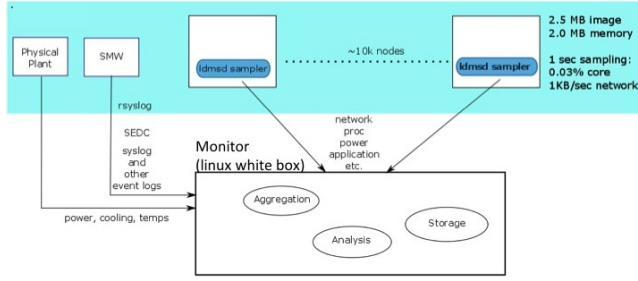 Physical
Plant
SMW
ldmsd sampler
~10k nodes
ldmsd sampler
2.5 MB image
2.0 MB memory
1 sec sampling:
0.03% core
1KB/sec network
rsyslog
SEDC
syslog
and
other
event logs
network
proc
power
application
etc.
Monitor
(linux white box)
power, cooling, temps
Aggregation
Analysis
Storage